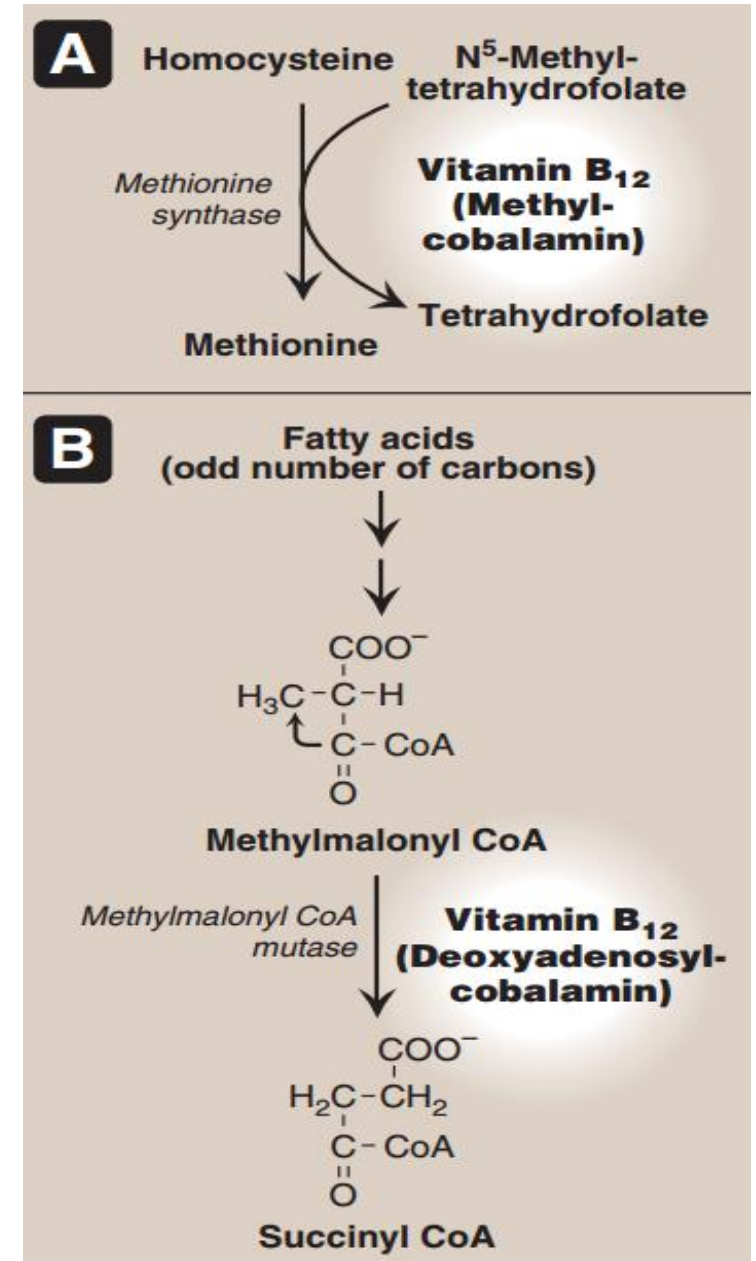 A
Homocysteine
N⁵-Methyl-
tetrahydrofolate
Methionine
synthase
Vitamin B₁₂
(Methyl-
cobalamin)
Tetrahydrofolate
Methionine
B
Fatty acids
(odd number of carbons)
COO⁻
H₃C-C-H
C-CoA
O
Methylmalonyl CoA
Methylmalonyl CoA
mutase
Vitamin B₁₂
(Deoxyadenosyl-
cobalamin)
COO⁻
H₂C-CH₂
C-CoA
O
Succinyl CoA